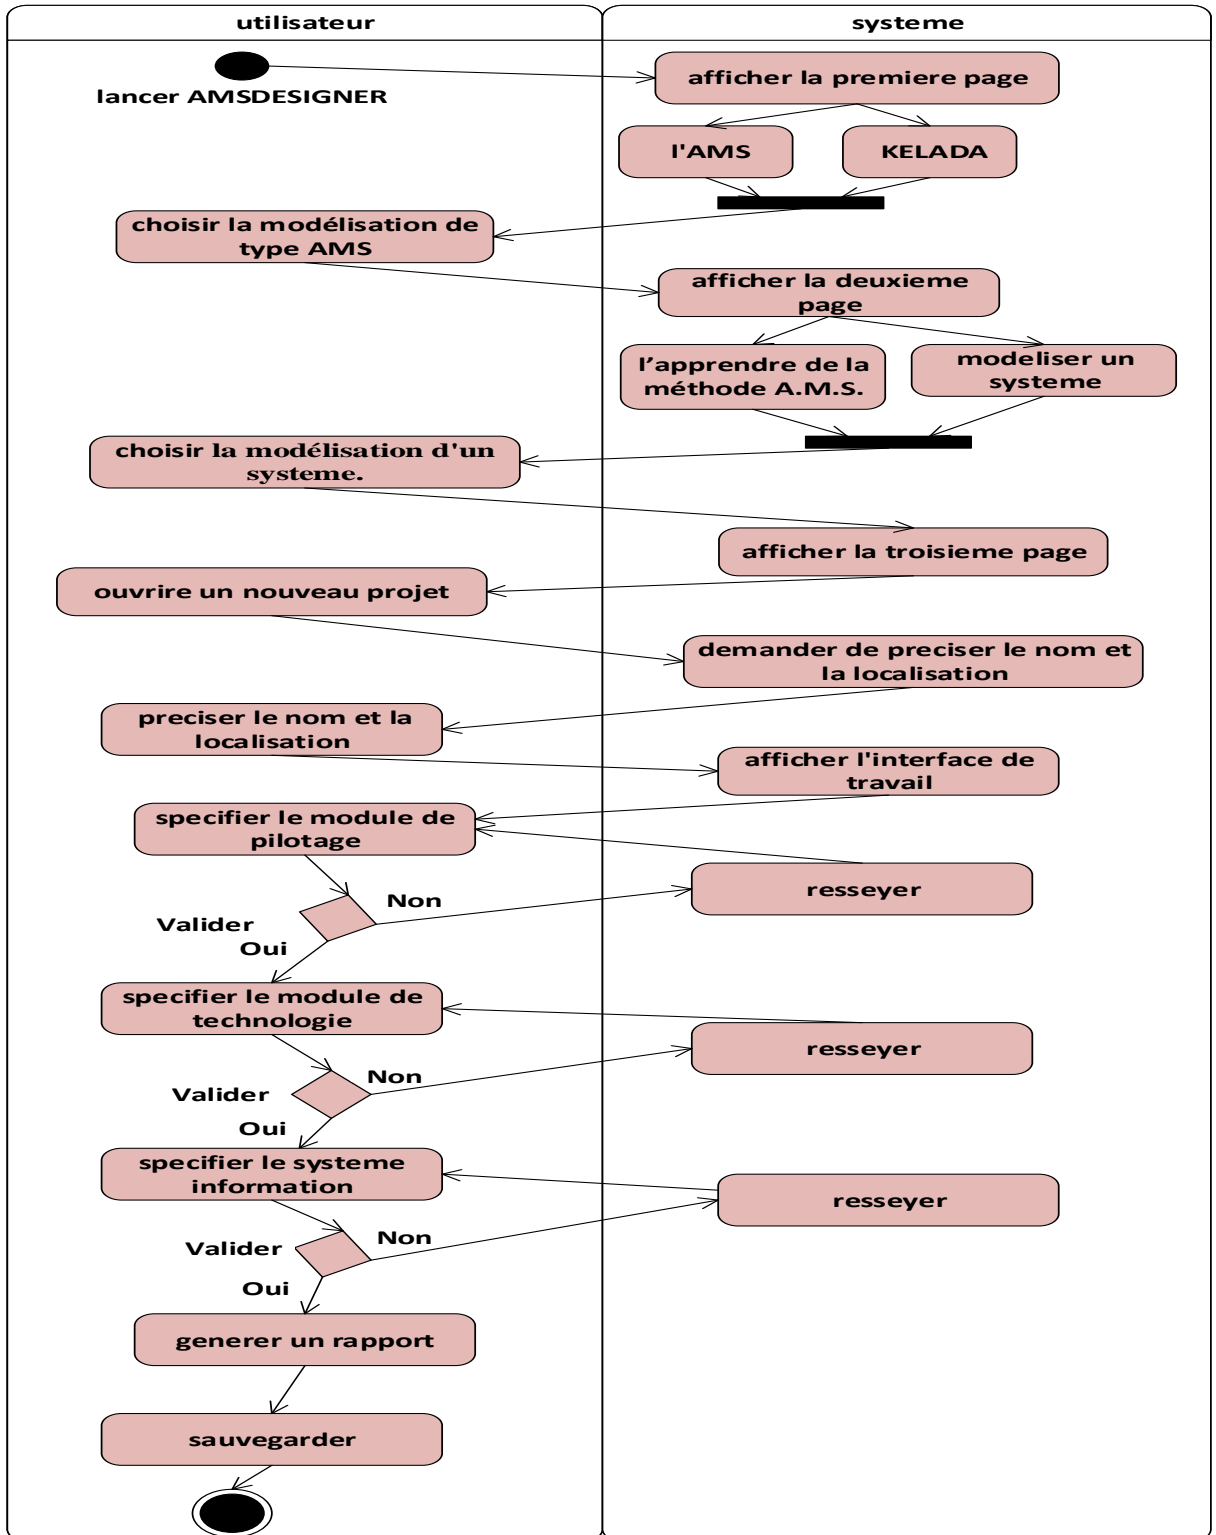 utilisateur
systeme
lancer AMSDESIGNER
afficher la premiere page
l'AMS
KELADA
choisir la modélisation de
type AMS
afficher la deuxieme
page
l’apprendre de la
méthode A.M.S.
modeliser un
systeme
choisir la modélisation d'un
systeme.
afficher la troisieme page
ouvrire un nouveau projet
demander de preciser le nom et
la localisation
preciser le nom et la
localisation
afficher l'interface de
travail
specifier le module de
pilotage
resseyer
Non
Valider
Oui
specifier le module de
technologie
resseyer
Non
Valider
Oui
specifier le systeme
information
resseyer
Non
Valider
Oui
generer un rapport
sauvegarder